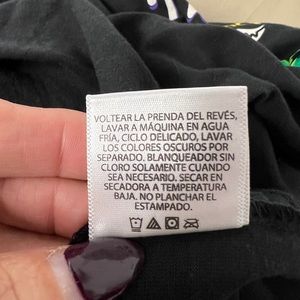 VOLTEAR LA PRENDA DEL REVÉS,
LAVAR A MÁQUINA EN AGUA
FRÍA, CICLO DELICADO, LAVAR
LOS COLORES OSCUROS POR
SEPARADO. BLANQUEADOR SIN
CLORO SOLAMENTE CUANDO
SEA NECESARIO. SECAR EN
SECADORA A TEMPERATURA
BAJA. NO PLANCHAR EL
ESTAMPADO.